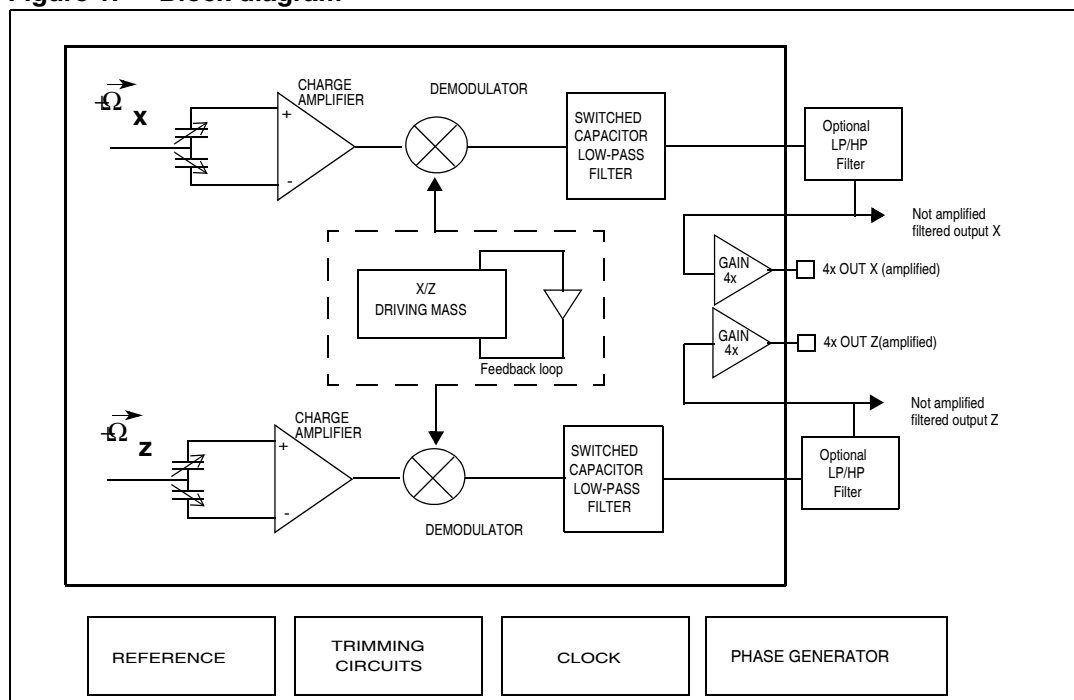 Figure 1. Block diagram
+Ω x
CHARGE
AMPLIFIER
+
-
DEMODULATOR
SWITCHED
CAPACITOR
LOW-PASS
FILTER
Optional
LP/HP
Filter
Not amplified
filtered output X
GAIN
4x
4x OUT X (amplified)
X/Z
DRIVING MASS
Feedback loop
GAIN
4x
4x OUT Z(amplified)
Not amplified
filtered output Z
+Ω z
CHARGE
AMPLIFIER
+
-
DEMODULATOR
SWITCHED
CAPACITOR
LOW-PASS
FILTER
Optional
LP/HP
Filter
REFERENCE
TRIMMING
CIRCUITS
CLOCK
PHASE GENERATOR